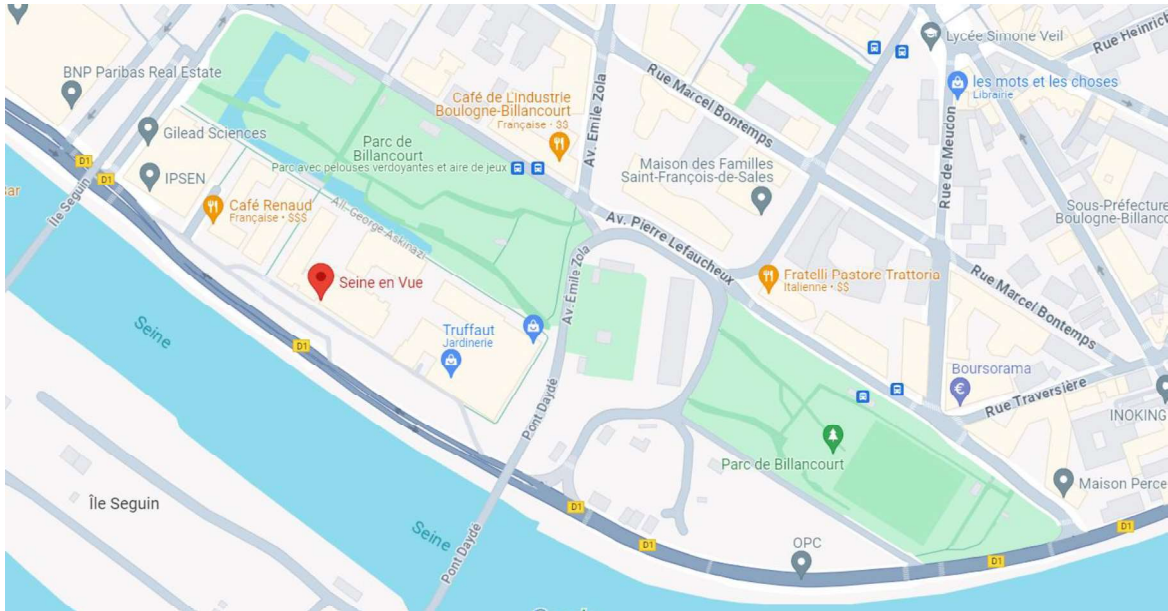 Lycée Simone Veil
Rue Heinrich
BNP Paribas Real Estate
Rue Marcel Bontemps
les mots et les choses
Librairie
Café de L'Industrie
Boulogne-Billancourt
Française · $$
Av. Emile Zola
Gilead Sciences
Parc de
Billancourt
Parc avec pelouses verdoyantes et aire de jeux
Maison des Familles
Saint-François-de-Sales
Rue de Meudon
D1
D1
IPSEN
sar
Île Seguin
Café Renaud
Française · $$$
All. George Askinazi
Av. Pierre Lefaucheux
Sous-Préfecture
Boulogne-Billanco
Av. Emile Zola
Fratelli Pastore Trattoria
Italienne · $$
Rue Marcel Bontemps
Seine en Vue
Seine
D1
Truffaut
Jardinerie
Boursorama
Rue Traversière
INOKING
Pont Daydé
Parc de Billancourt
Maison Perce
Île Seguin
D1
Seine
Pont Daydé
D1
D1
OPC
D1